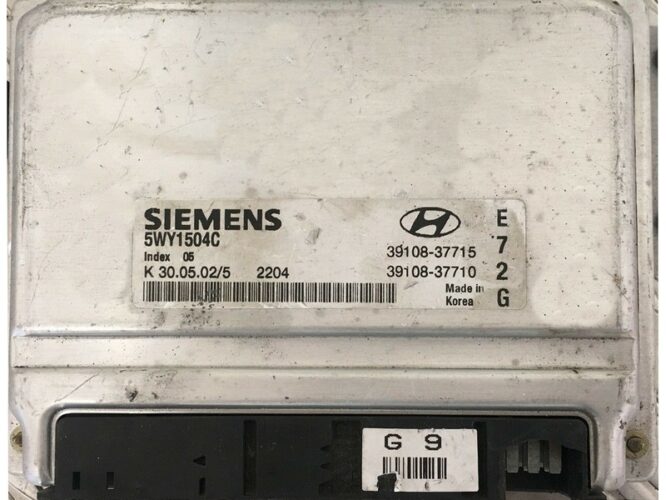 SIEMENS
5WY1504C
Index 05
K 30.05.02/5 2204
39108-37715
39108-37710
Made in
Korea
E
7
2
G
G 9